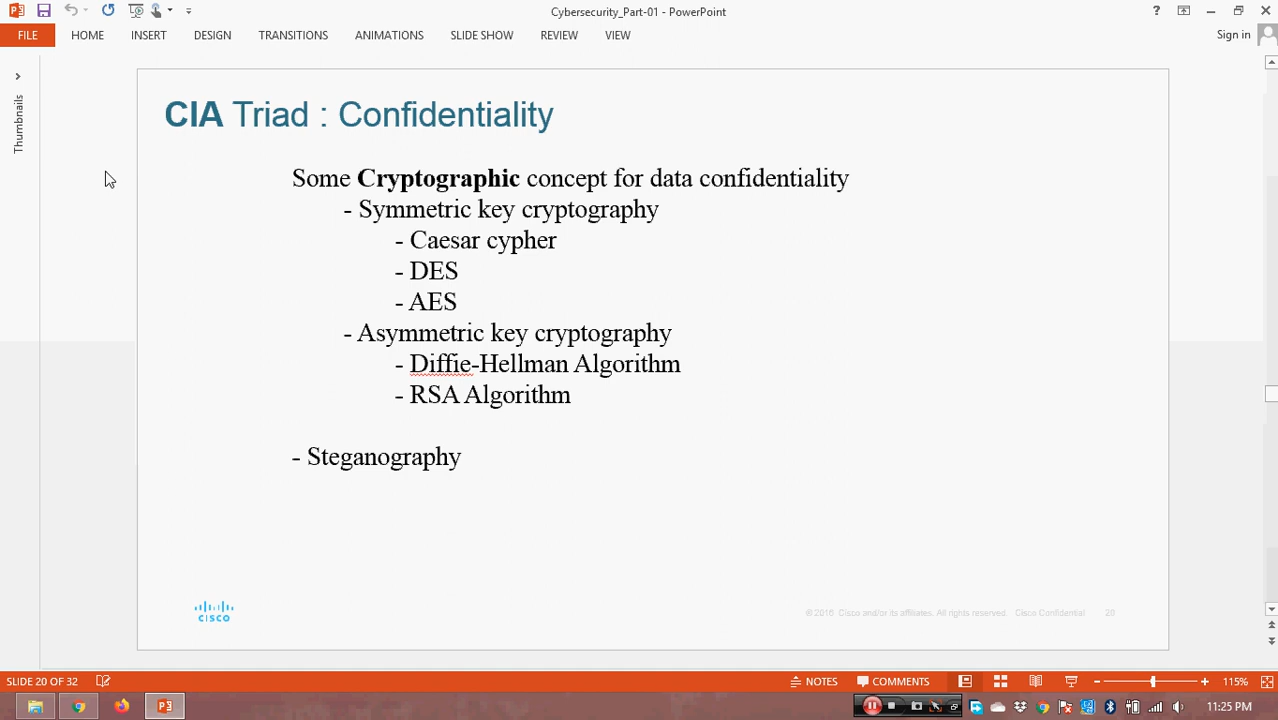 Cybersecurity_Part-01 - PowerPoint
?
FILE HOME INSERT DESIGN TRANSITIONS ANIMATIONS SLIDE SHOW REVIEW VIEW Sign in
Thumbnails
CIA Triad : Confidentiality
Some Cryptographic concept for data confidentiality
- Symmetric key cryptography
- Caesar cypher
- DES
- AES
- Asymmetric key cryptography
- Diffie-Hellman Algorithm
- RSA Algorithm
- Steganography
CISCO
© 2016 Cisco and/or its affiliates. All rights reserved. Cisco Confidential 20
SLIDE 20 OF 32 NOTES COMMENTS 115%
11:25 PM